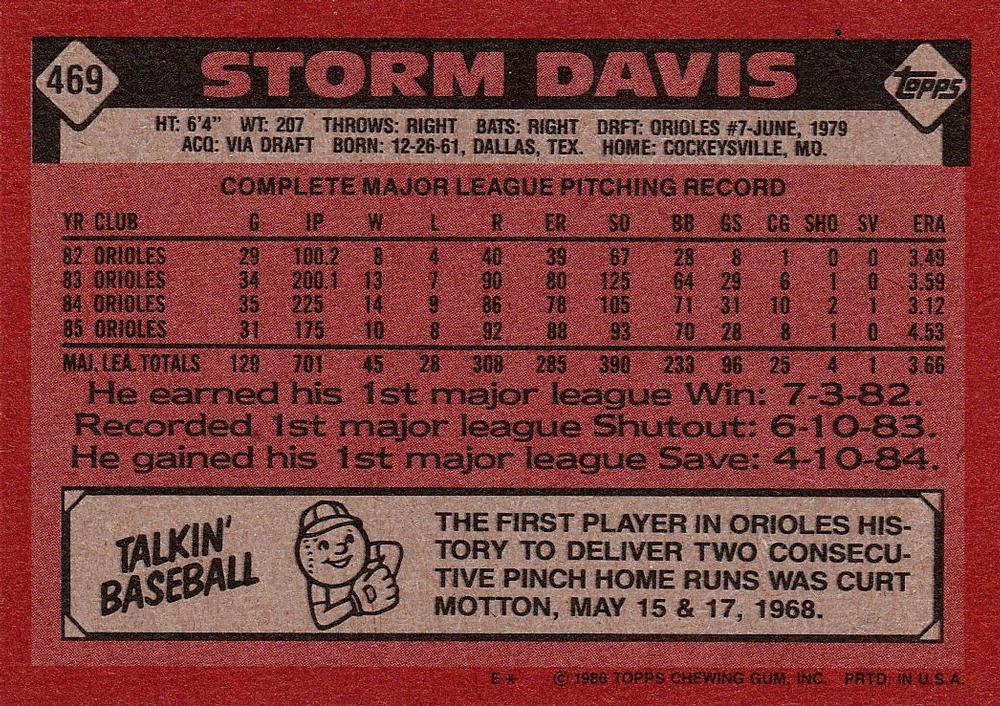 469 STORM DAVIS topps
HT: 6'4" WT: 207 THROWS: RIGHT BATS: RIGHT DRFT: ORIOLES #7-JUNE, 1979
ACQ: VIA DRAFT BORN: 12-26-61, DALLAS, TEX. HOME: COCKEYSVILLE, MD.
COMPLETE MAJOR LEAGUE PITCHING RECORD
YR CLUB G IP W L R ER SO BB GS CG SHO SV ERA
82 ORIOLES 29 100.2 8 4 40 39 67 28 8 1 0 0 3.49
83 ORIOLES 34 200.1 13 7 90 80 125 64 29 6 1 0 3.59
84 ORIOLES 35 225 14 9 86 78 105 71 31 10 2 1 3.12
85 ORIOLES 31 175 10 8 92 88 93 70 28 8 1 0 4.53
MAJ. LEA. TOTALS 129 701 45 28 308 285 390 233 96 25 4 1 3.66
He earned his 1st major league Win: 7-3-82.
Recorded 1st major league Shutout: 6-10-83.
He gained his 1st major league Save: 4-10-84.
TALKIN'
BASEBALL
THE FIRST PLAYER IN ORIOLES HIS-
TORY TO DELIVER TWO CONSECU-
TIVE PINCH HOME RUNS WAS CURT
MOTTON, MAY 15 & 17, 1968.
E * © 1986 TOPPS CHEWING GUM, INC. PRTD. IN U.S.A.